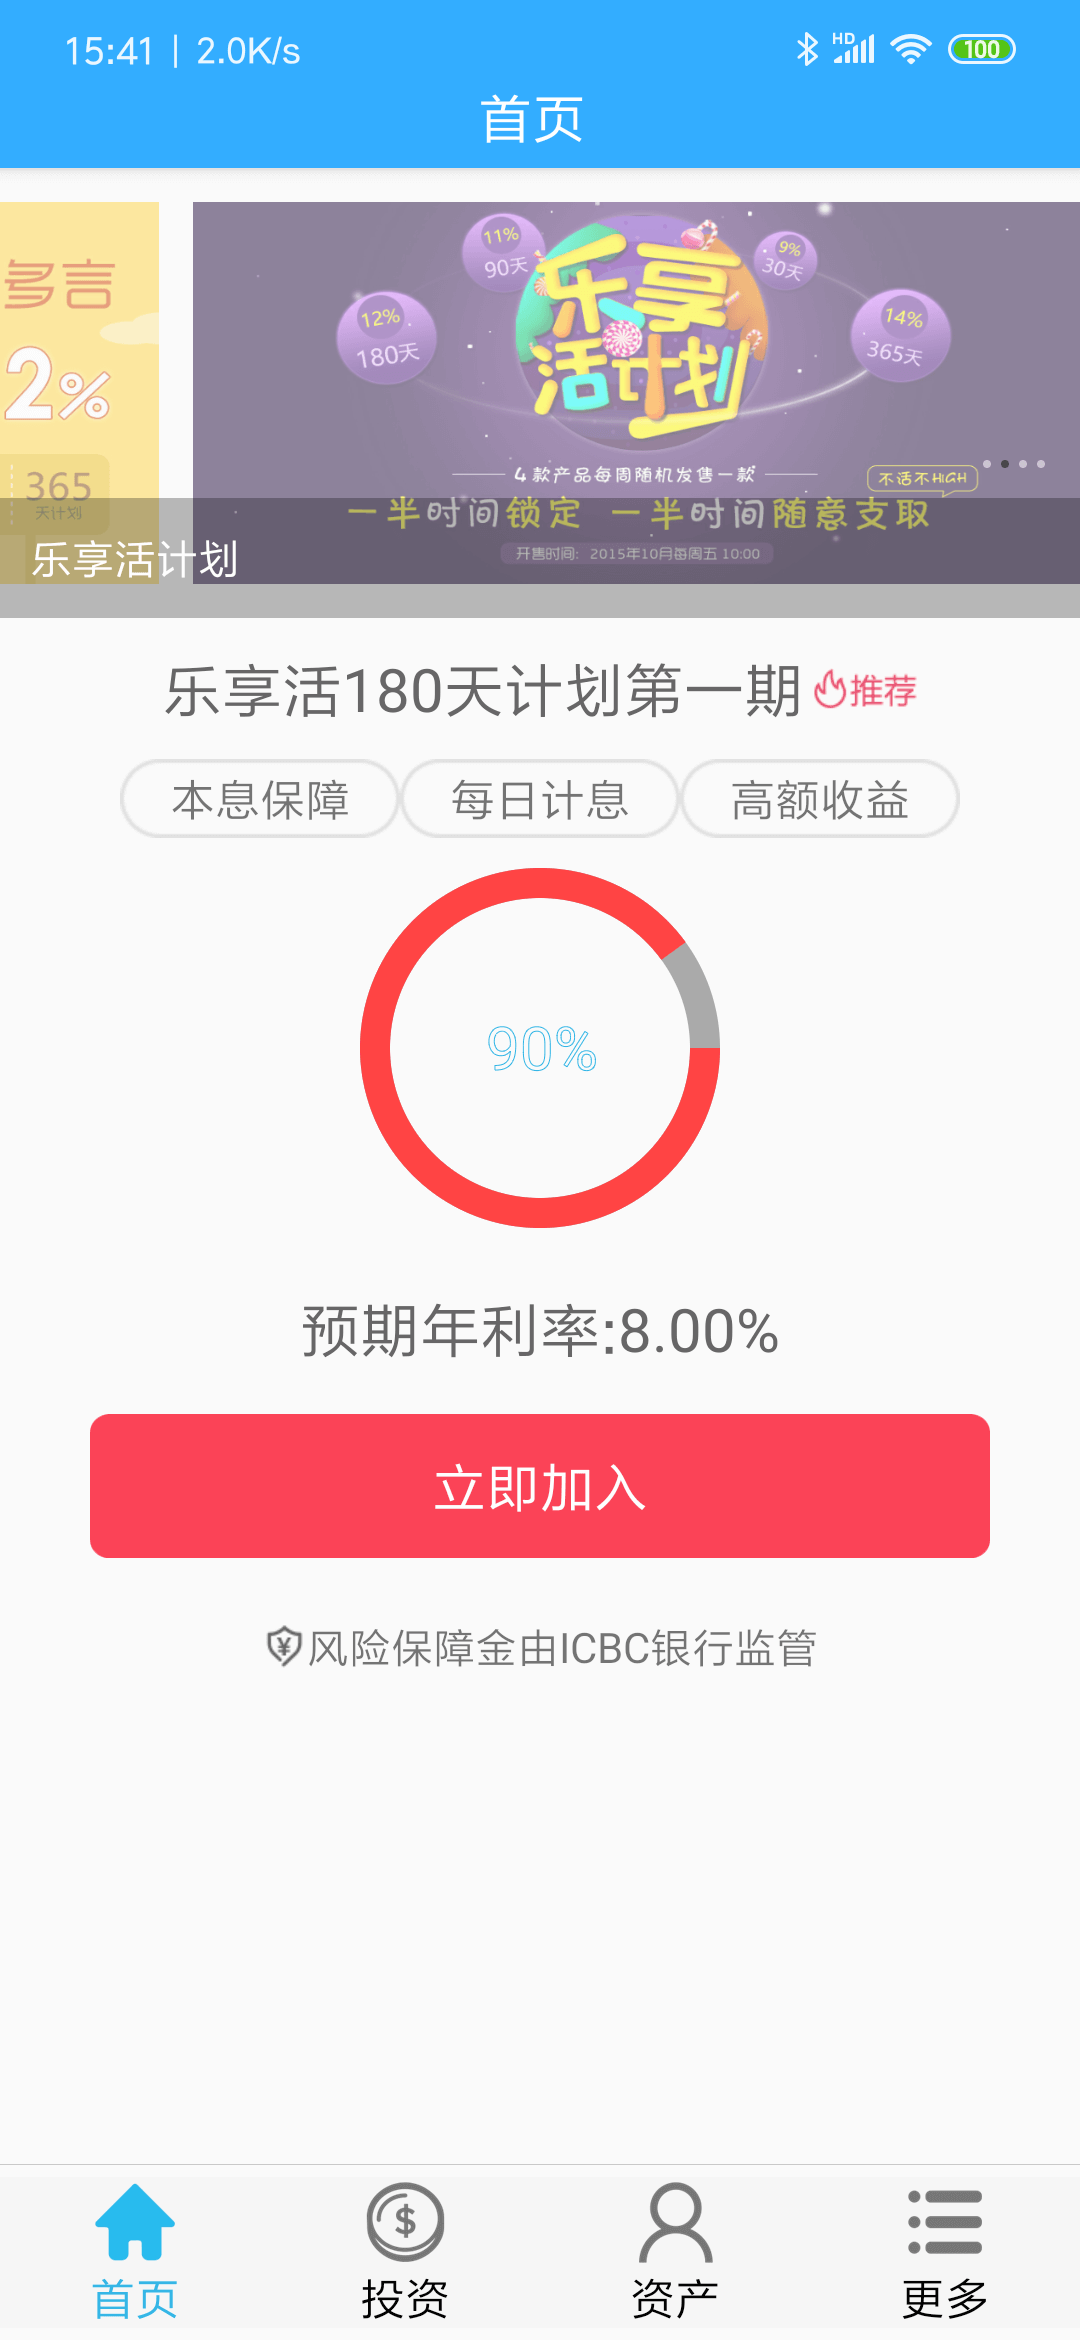 15:41 | 2.0K/s
HD
100
首页
多言
2%
365
天计划
11%
90天
9%
30天
12%
180天
14%
365天
乐享
活计划
4款产品每周随机发售一款
不活不HIGH
一半时间锁定 一半时间随意支取
开售时间: 2015年10月每周五 10:00
乐享活计划
乐享活180天计划第一期 推荐
本息保障 每日计息 高额收益
90%
预期年利率:8.00%
立即加入
¥风险保障金由ICBC银行监管
$
首页 投资 资产 更多